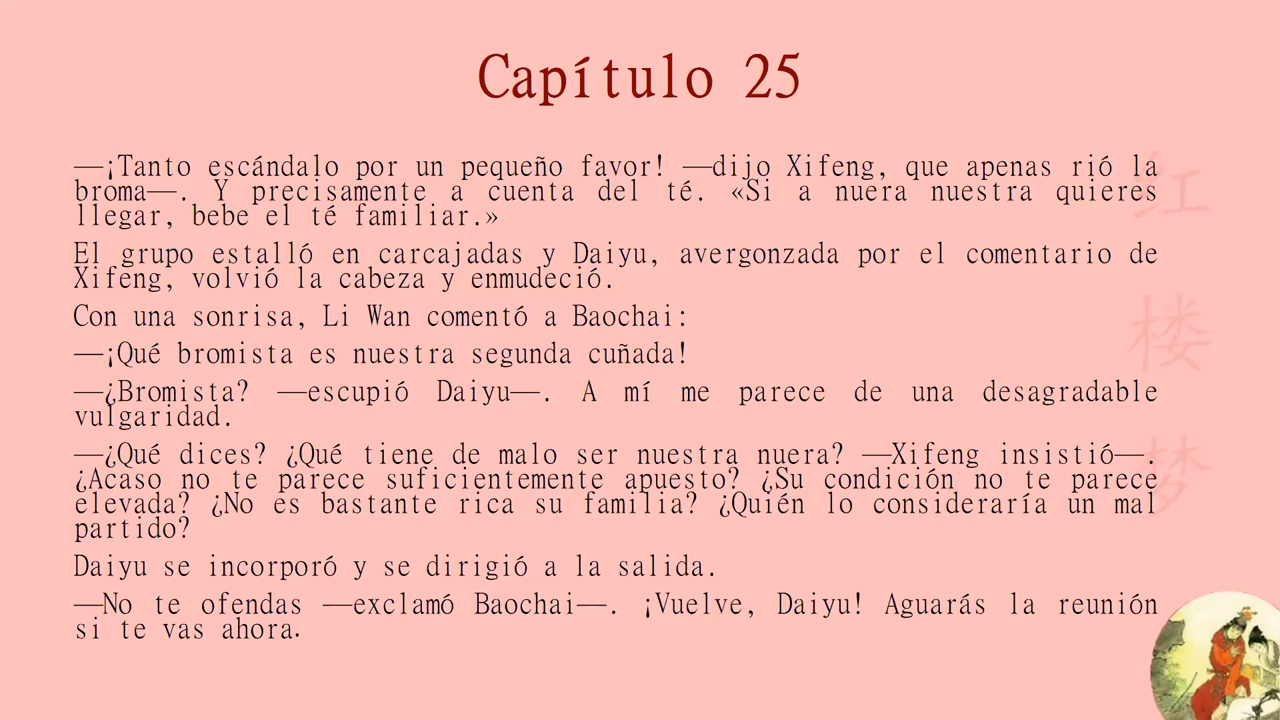 Capítulo 25
—¡Tanto escándalo por un pequeño favor! —dijo Xifeng, que apenas rió la
broma—. Y precisamente a cuenta del té. «Si a nuera nuestra quieres
llegar, bebe el té familiar.»
El grupo estalló en carcajadas y Daiyu, avergonzada por el comentario de
Xifeng, volvió la cabeza y enmudeció.
Con una sonrisa, Li Wan comentó a Baochai:
—¡Qué bromista es nuestra segunda cuñada!
—¿Bromista? —escupió Daiyu—. A mí me parece de una desagradable
vulgaridad.
—¿Qué dices? ¿Qué tiene de malo ser nuestra nuera? —Xifeng insistió—.
¿Acaso no te parece suficientemente apuesto? ¿Su condición no te parece
elevada? ¿No es bastante rica su familia? ¿Quién lo consideraría un mal
partido?
Daiyu se incorporó y se dirigió a la salida.
—No te ofendas —exclamó Baochai—. ¡Vuelve, Daiyu! Aguarás la reunión
si te vas ahora.
红
楼
梦